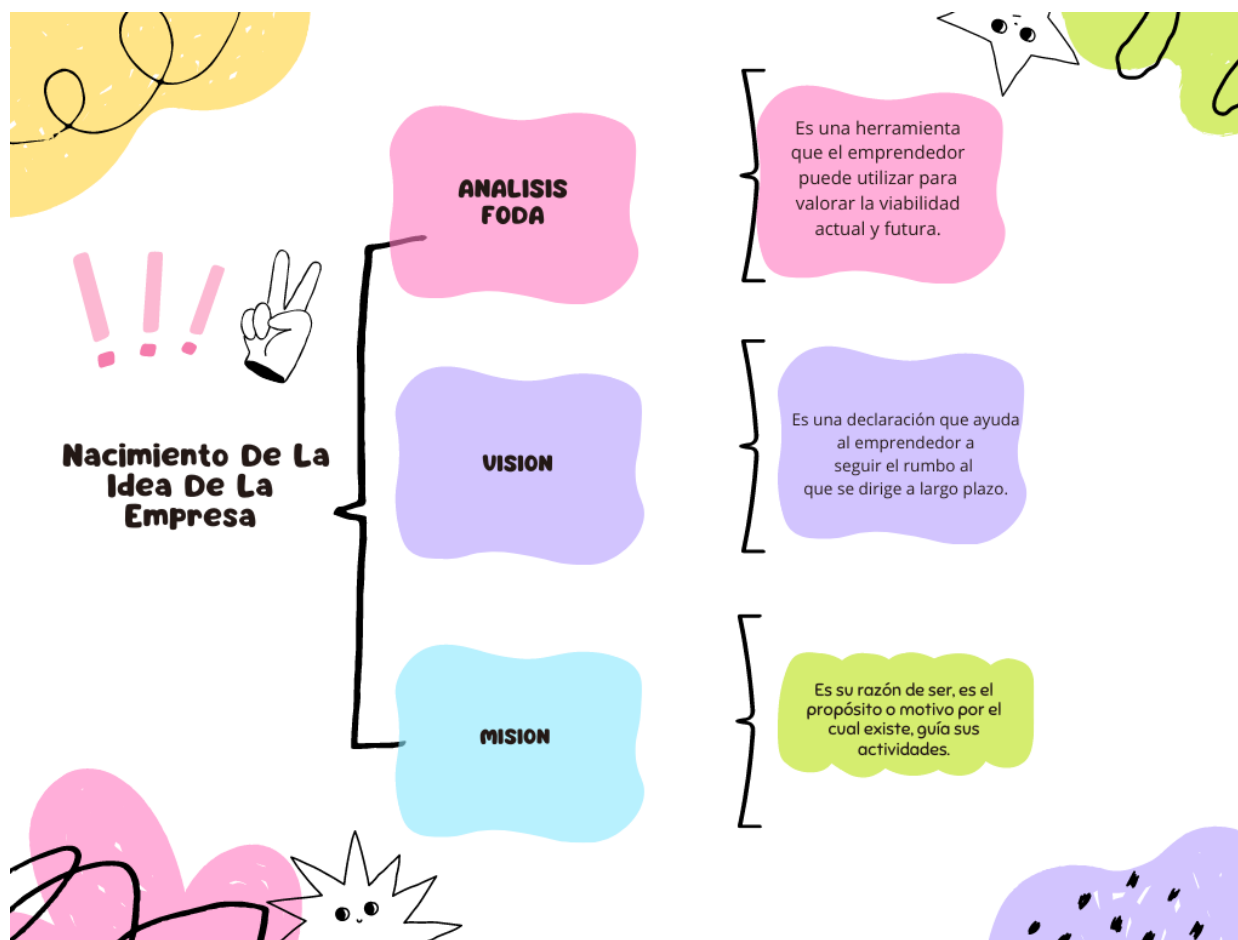 Nacimiento De La
Idea De La
Empresa
ANALISIS
FODA
Es una herramienta
que el emprendedor
puede utilizar para
valorar la viabilidad
actual y futura.
VISION
Es una declaración que ayuda
al emprendedor a
seguir el rumbo al
que se dirige a largo plazo.
MISION
Es su razón de ser, es el
propósito o motivo por el
cual existe, guía sus
actividades.